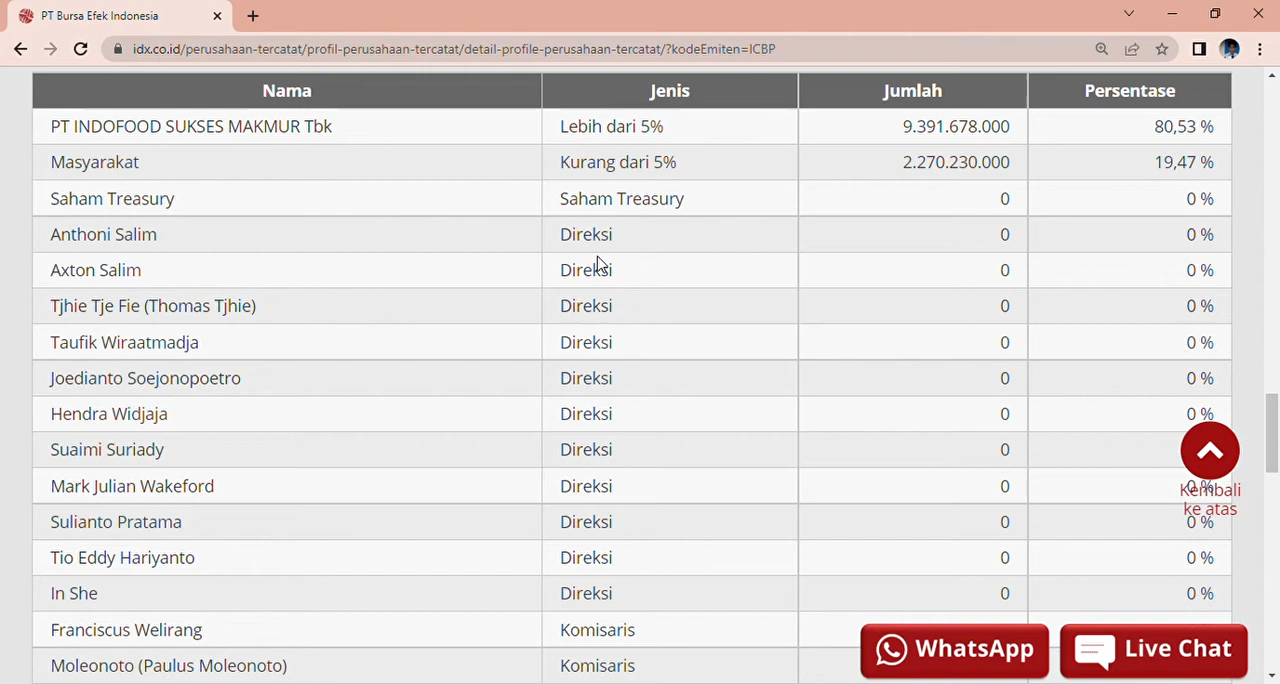 PT Bursa Efek Indonesia
idx.co.id/perusahaan-tercatat/profil-perusahaan-tercatat/detail-profile-perusahaan-tercatat/?kodeEmiten=ICBP
Nama Jenis Jumlah Persentase
PT INDOFOOD SUKSES MAKMUR Tbk Lebih dari 5% 9.391.678.000 80,53 %
Masyarakat Kurang dari 5% 2.270.230.000 19,47 %
Saham Treasury Saham Treasury 0 0 %
Anthoni Salim Direksi 0 0 %
Axton Salim Direksi 0 0 %
Tjhie Tje Fie (Thomas Tjhie) Direksi 0 0 %
Taufik Wiraatmadja Direksi 0 0 %
Joedianto Soejonopoetro Direksi 0 0 %
Hendra Widjaja Direksi 0 0 %
Suaimi Suriady Direksi 0
Mark Julian Wakeford Direksi 0 0 %
Kembali
ke atas
Sulianto Pratama Direksi 0 0 %
Tio Eddy Hariyanto Direksi 0 0 %
In She Direksi 0 0 %
Franciscus Welirang Komisaris
WhatsApp Live Chat
Moleonoto (Paulus Moleonoto) Komisaris